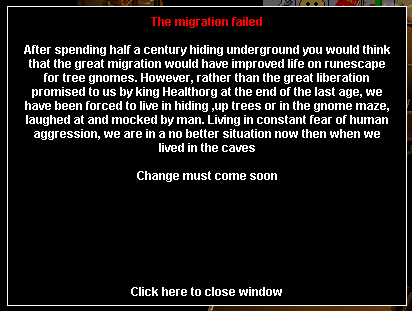 The migration failed
After spending half a century hiding underground you would think
that the great migration would have improved life on runescape
for tree gnomes. However, rather than the great liberation
promised to us by king Healthorg at the end of the last age, we
have been forced to live in hiding ,up trees or in the gnome maze,
laughed at and mocked by man. Living in constant fear of human
aggression, we are in a no better situation now then when we
lived in the caves
Change must come soon
Click here to close window